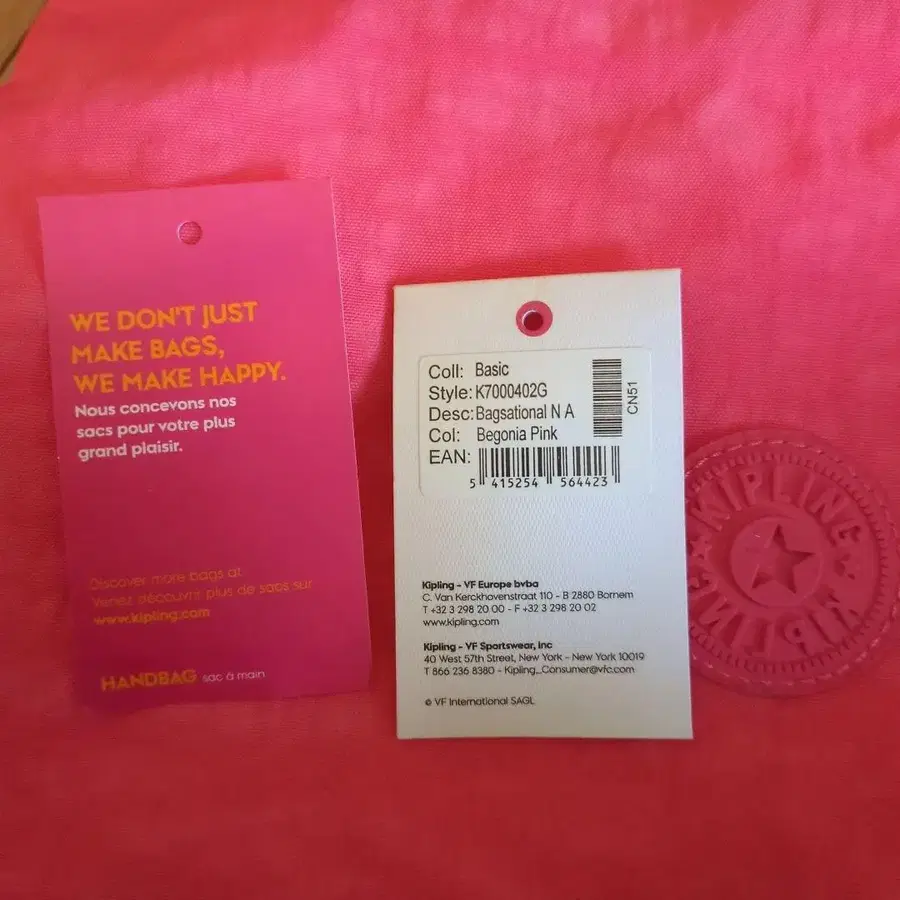 WE DON'T JUST
MAKE BAGS,
WE MAKE HAPPY.
Nous concevons nos
sacs pour votre plus
grand plaisir.
Discover more bags at
Venez découvrir plus de sacs sur
www.kipling.com
HANDBAG sac à main
Coll: Basic
Style: K7000402G
Desc: Bagsational N A
Col: Begonia Pink
EAN:
5 415254 564423
CN51
Kipling - VF Europe bvba
C. Van Kerckhovenstraat 110 - B 2880 Bornem
T +32 3 298 20 00 - F +32 3 298 20 02
www.kipling.com
Kipling - VF Sportswear, Inc
40 West 57th Street, New York - New York 10019
T 866 236 8380 - Kipling_Consumer@vfc.com
© VF International SAGL
KIPLING
KIPLING